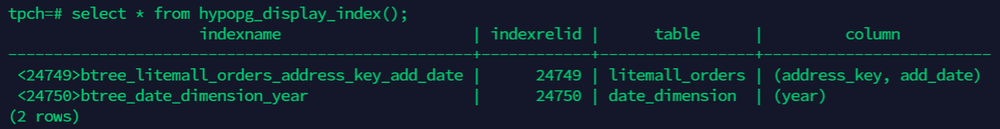 tpch=# select * from hypopg_display_index();
                     indexname                      | indexrelid |      table      |         column
----------------------------------------------------+------------+-----------------+-------------------------
 <24749>btree_litemall_orders_address_key_add_date |      24749 | litemall_orders | (address_key, add_date)
 <24750>btree_date_dimension_year                  |      24750 | date_dimension  | (year)
(2 rows)